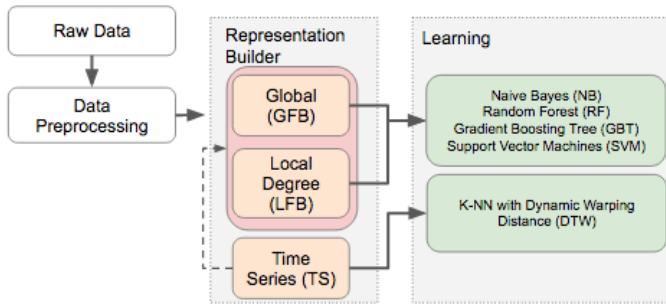 Raw Data
Data
Preprocessing
Representation
Builder
Global
(GFB)
Local
Degree
(LFB)
Time
Series (TS)
Learning
Naive Bayes (NB)
Random Forest (RF)
Gradient Boosting Tree (GBT)
Support Vector Machines (SVM)
K-NN with Dynamic Warping
Distance (DTW)